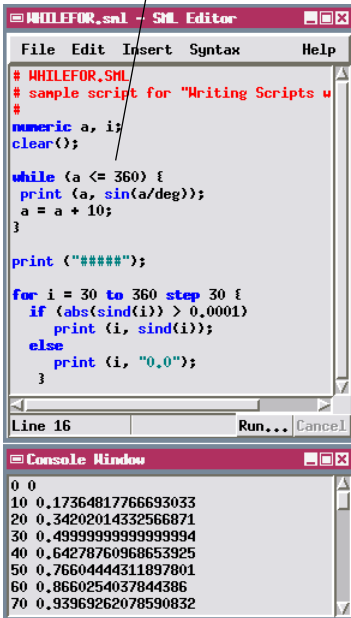 WHILEFOR.sml - SML Editor
File Edit Insert Syntax Help
# WHILEFOR.SML
# sample script for "Writing Scripts w
#
numeric a, i;
clear();
while (a <= 360) {
print (a, sin(a/deg));
a = a + 10;
}
print ("#####");
for i = 30 to 360 step 30 {
if (abs(sind(i)) > 0.0001)
print (i, sind(i));
else
print (i, "0.0");
}
Line 16 Run... Cancel
Console Window
0 0
10 0.17364817766693033
20 0.34202014332566871
30 0.49999999999999994
40 0.64278760968653925
50 0.76604444311897801
60 0.8660254037844386
70 0.93969262078590832